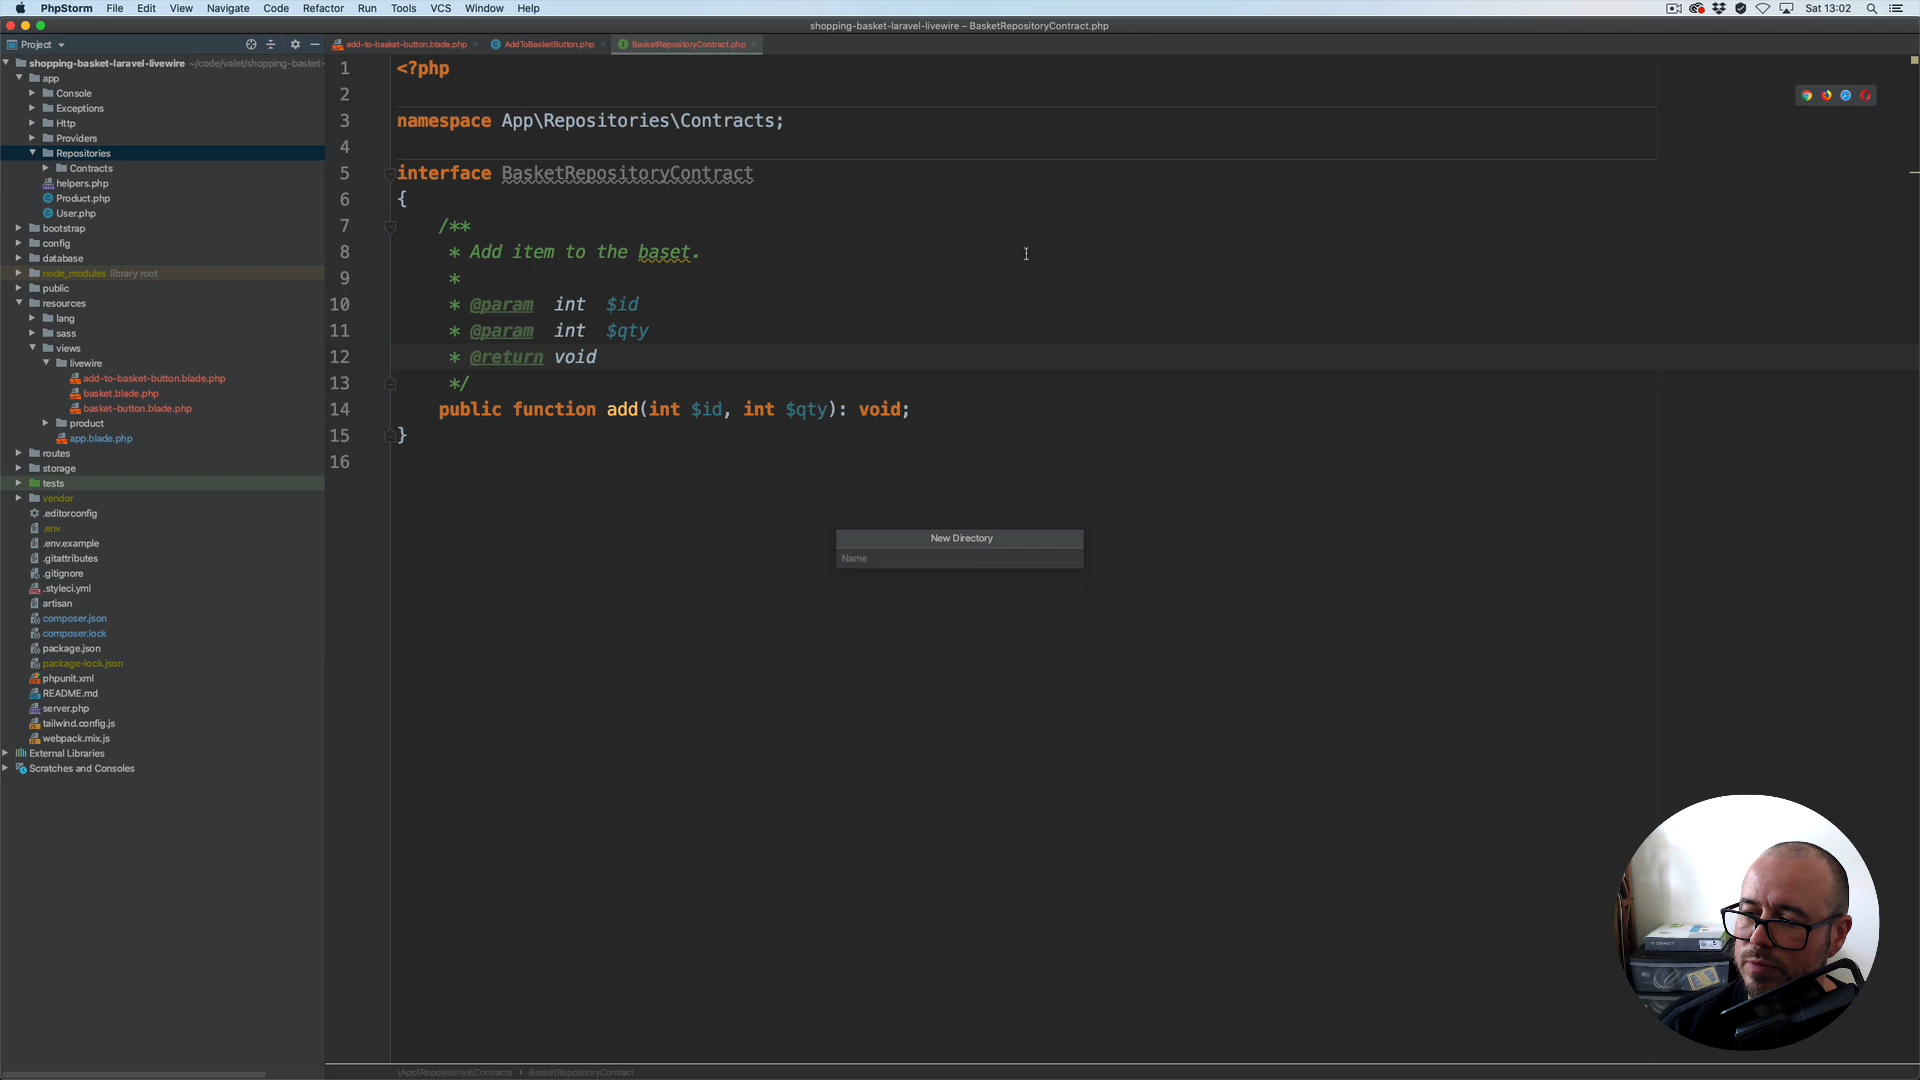 PhpStorm File Edit View Navigate Code Refactor Run Tools VCS Window Help Sat 13:02
shopping-basket-laravel-livewire – BasketRepositoryContract.php
Project
add-to-basket-button.blade.php
AddToBasketButton.php
BasketRepositoryContract.php
shopping-basket-laravel-livewire ~/code/valet/shopping-basket-
app
Console
Exceptions
Http
Providers
Repositories
Contracts
helpers.php
Product.php
User.php
bootstrap
config
database
node_modules library root
public
resources
lang
sass
views
livewire
add-to-basket-button.blade.php
basket.blade.php
basket-button.blade.php
product
app.blade.php
routes
storage
tests
vendor
.editorconfig
.env
.env.example
.gitattributes
.gitignore
.styleci.yml
artisan
composer.json
composer.lock
package.json
package-lock.json
phpunit.xml
README.md
server.php
tailwind.config.js
webpack.mix.js
External Libraries
Scratches and Consoles
1 <?php
2
3 namespace App\Repositories\Contracts;
4
5 interface BasketRepositoryContract
6 {
7 /**
8 * Add item to the baset.
9 *
10 * @param int $id
11 * @param int $qty
12 * @return void
13 */
14 public function add(int $id, int $qty): void;
15 }
16
New Directory
Name
\App\Repositories\Contracts › BasketRepositoryContract